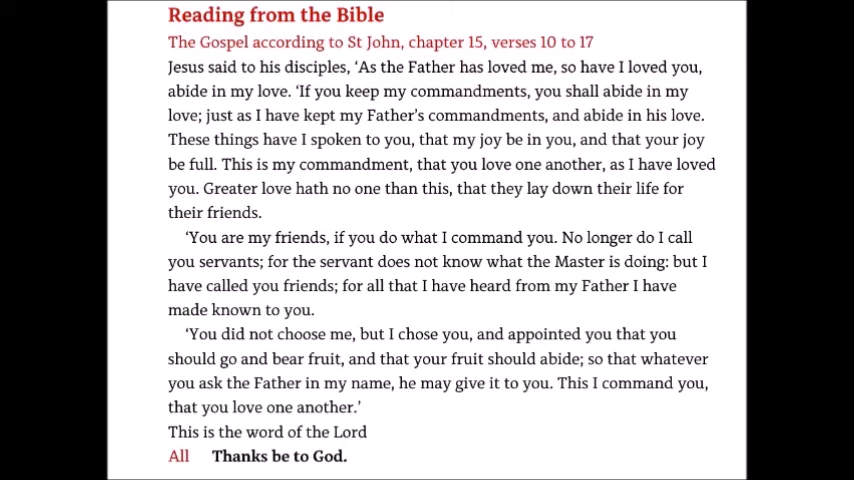 Reading from the Bible
The Gospel according to St John, chapter 15, verses 10 to 17
Jesus said to his disciples, ‘As the Father has loved me, so have I loved you,
abide in my love. ‘If you keep my commandments, you shall abide in my
love; just as I have kept my Father’s commandments, and abide in his love.
These things have I spoken to you, that my joy be in you, and that your joy
be full. This is my commandment, that you love one another, as I have loved
you. Greater love hath no one than this, that they lay down their life for
their friends.
‘You are my friends, if you do what I command you. No longer do I call
you servants; for the servant does not know what the Master is doing: but I
have called you friends; for all that I have heard from my Father I have
made known to you.
‘You did not choose me, but I chose you, and appointed you that you
should go and bear fruit, and that your fruit should abide; so that whatever
you ask the Father in my name, he may give it to you. This I command you,
that you love one another.’
This is the word of the Lord
All Thanks be to God.